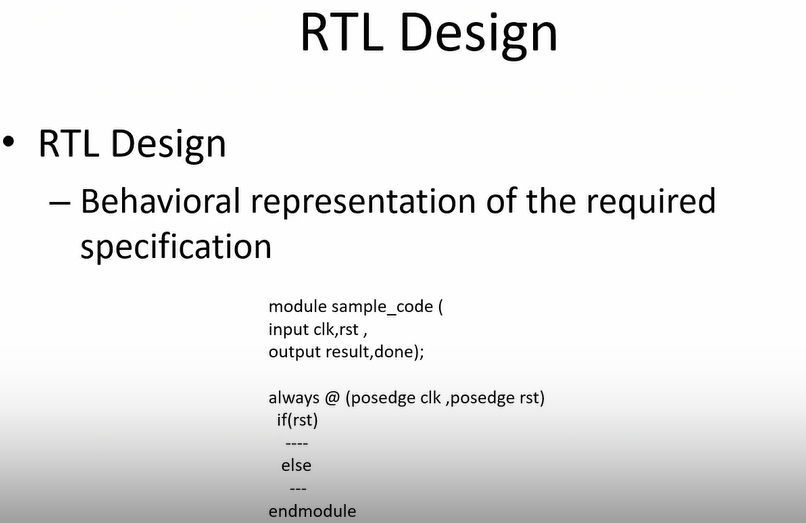 RTL Design
• RTL Design
– Behavioral representation of the required
specification
module sample_code (
input clk,rst ,
output result,done);
always @ (posedge clk ,posedge rst)
if(rst)
----
else
---
endmodule